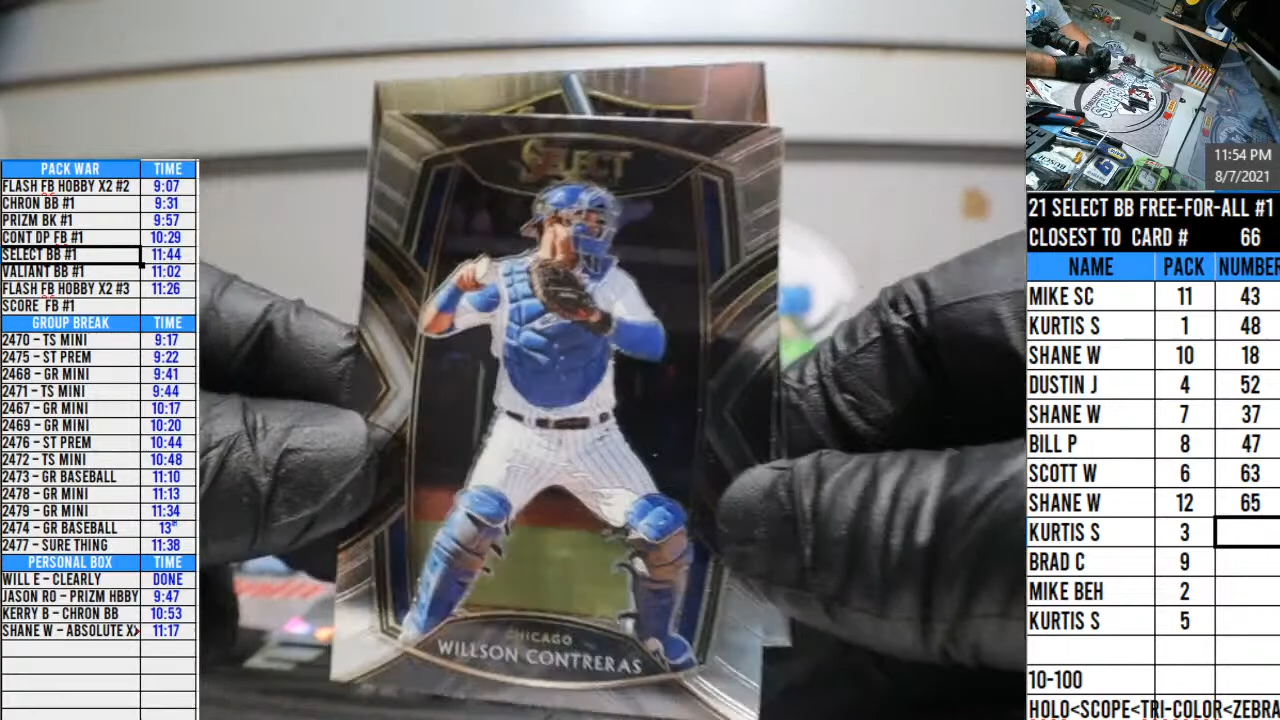 PACK WAR TIME
FLASH FB HOBBY X2 #2 9:07
CHRON BB #1 9:31
PRIZM BK #1 9:57
CONT DP FB #1 10:29
SELECT BB #1 11:44
VALIANT BB #1 11:02
FLASH FB HOBBY X2 #3 11:26
SCORE FB #1
GROUP BREAK TIME
2470 - TS MINI 9:17
2475 - ST PREM 9:22
2468 - GR MINI 9:41
2471 - TS MINI 9:44
2467 - GR MINI 10:17
2469 - GR MINI 10:20
2476 - ST PREM 10:44
2472 - TS MINI 10:48
2473 - GR BASEBALL 11:10
2478 - GR MINI 11:13
2479 - GR MINI 11:34
2474 - GR BASEBALL 13TH
2477 - SURE THING 11:38
PERSONAL BOX TIME
WILL E - CLEARLY DONE
JASON RO - PRIZM HBBY 9:47
KERRY B - CHRON BB 10:53
SHANE W - ABSOLUTE X 11:17
SELECT
CHICAGO
WILLSON CONTRERAS
BUSCH
11:54 PM
8/7/2021
21 SELECT BB FREE-FOR-ALL #1
CLOSEST TO CARD # 66
NAME PACK NUMBER
MIKE SC 11 43
KURTIS S 1 48
SHANE W 10 18
DUSTIN J 4 52
SHANE W 7 37
BILL P 8 47
SCOTT W 6 63
SHANE W 12 65
KURTIS S 3
BRAD C 9
MIKE BEH 2
KURTIS S 5
10-100
HOLO<SCOPE<TRI-COLOR<ZEBRA